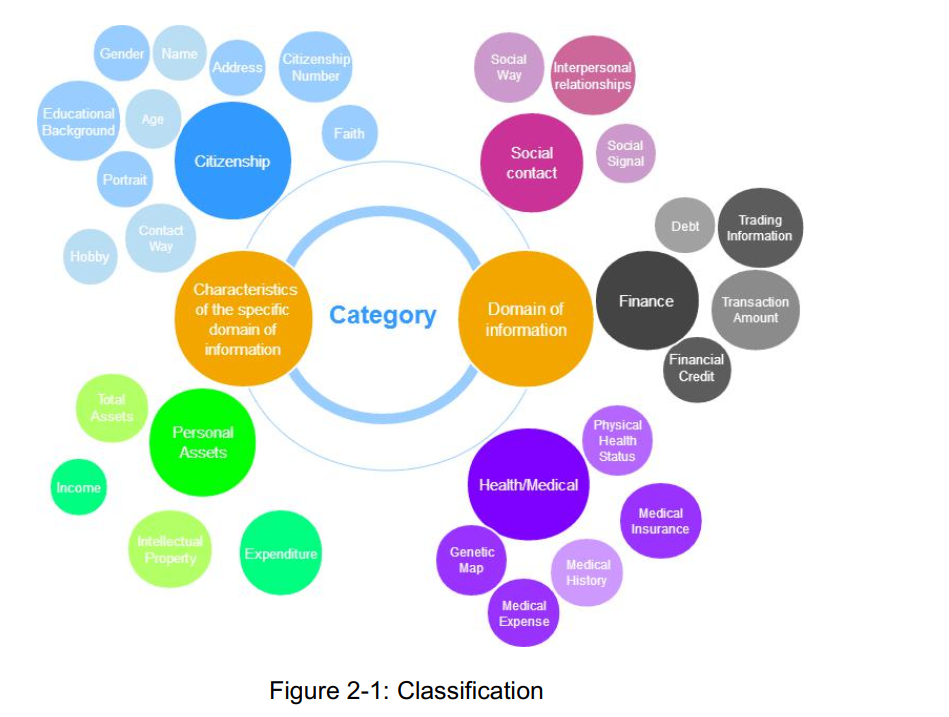 Gender
Name
Address
Citizenship
Number
Educational
Background
Age
Citizenship
Faith
Portrait
Contact
Way
Hobby
Social
Way
Interpersonal
relationships
Social
contact
Social
Signal
Debt
Trading
Information
Finance
Transaction
Amount
Financial
Credit
Characteristics
of the specific
domain of
information
Category
Domain of
information
Total
Assets
Personal
Assets
Income
Intellectual
Property
Expenditure
Physical
Health
Status
Health/Medical
Medical
Insurance
Genetic
Map
Medical
History
Medical
Expense
Figure 2-1: Classification